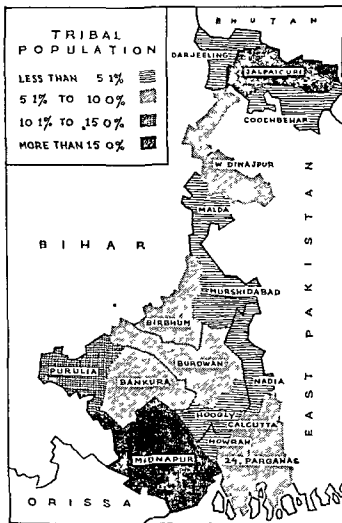 BHUTAN
TRIBAL
POPULATION
LESS THAN 5 1%
5 1% TO 10 0%
10 1% TO 15 0%
MORE THAN 15 0%
DARJEELING
JALPAIGURI
COOEHBEHAR
W DINAJPUR
MALDA
BIHAR
EAST PAKISTAN
MURSHIDABAD
BIRBHUM
BURDWAN
PURULIA
BANKURA
NADIA
HOOGLY
CALCUTTA
HOWRAH
MIDNAPUR
24, PARGANAS
ORISSA